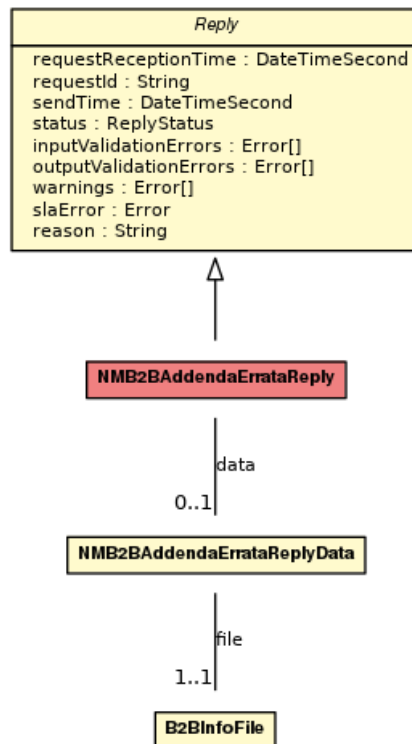 Reply
requestReceptionTime : DateTimeSecond
requestId : String
sendTime : DateTimeSecond
status : ReplyStatus
inputValidationErrors : Error[]
outputValidationErrors : Error[]
warnings : Error[]
slaError : Error
reason : String
NMB2BAddendaErrataReply
data
0..1
NMB2BAddendaErrataReplyData
file
1..1
B2BInfoFile